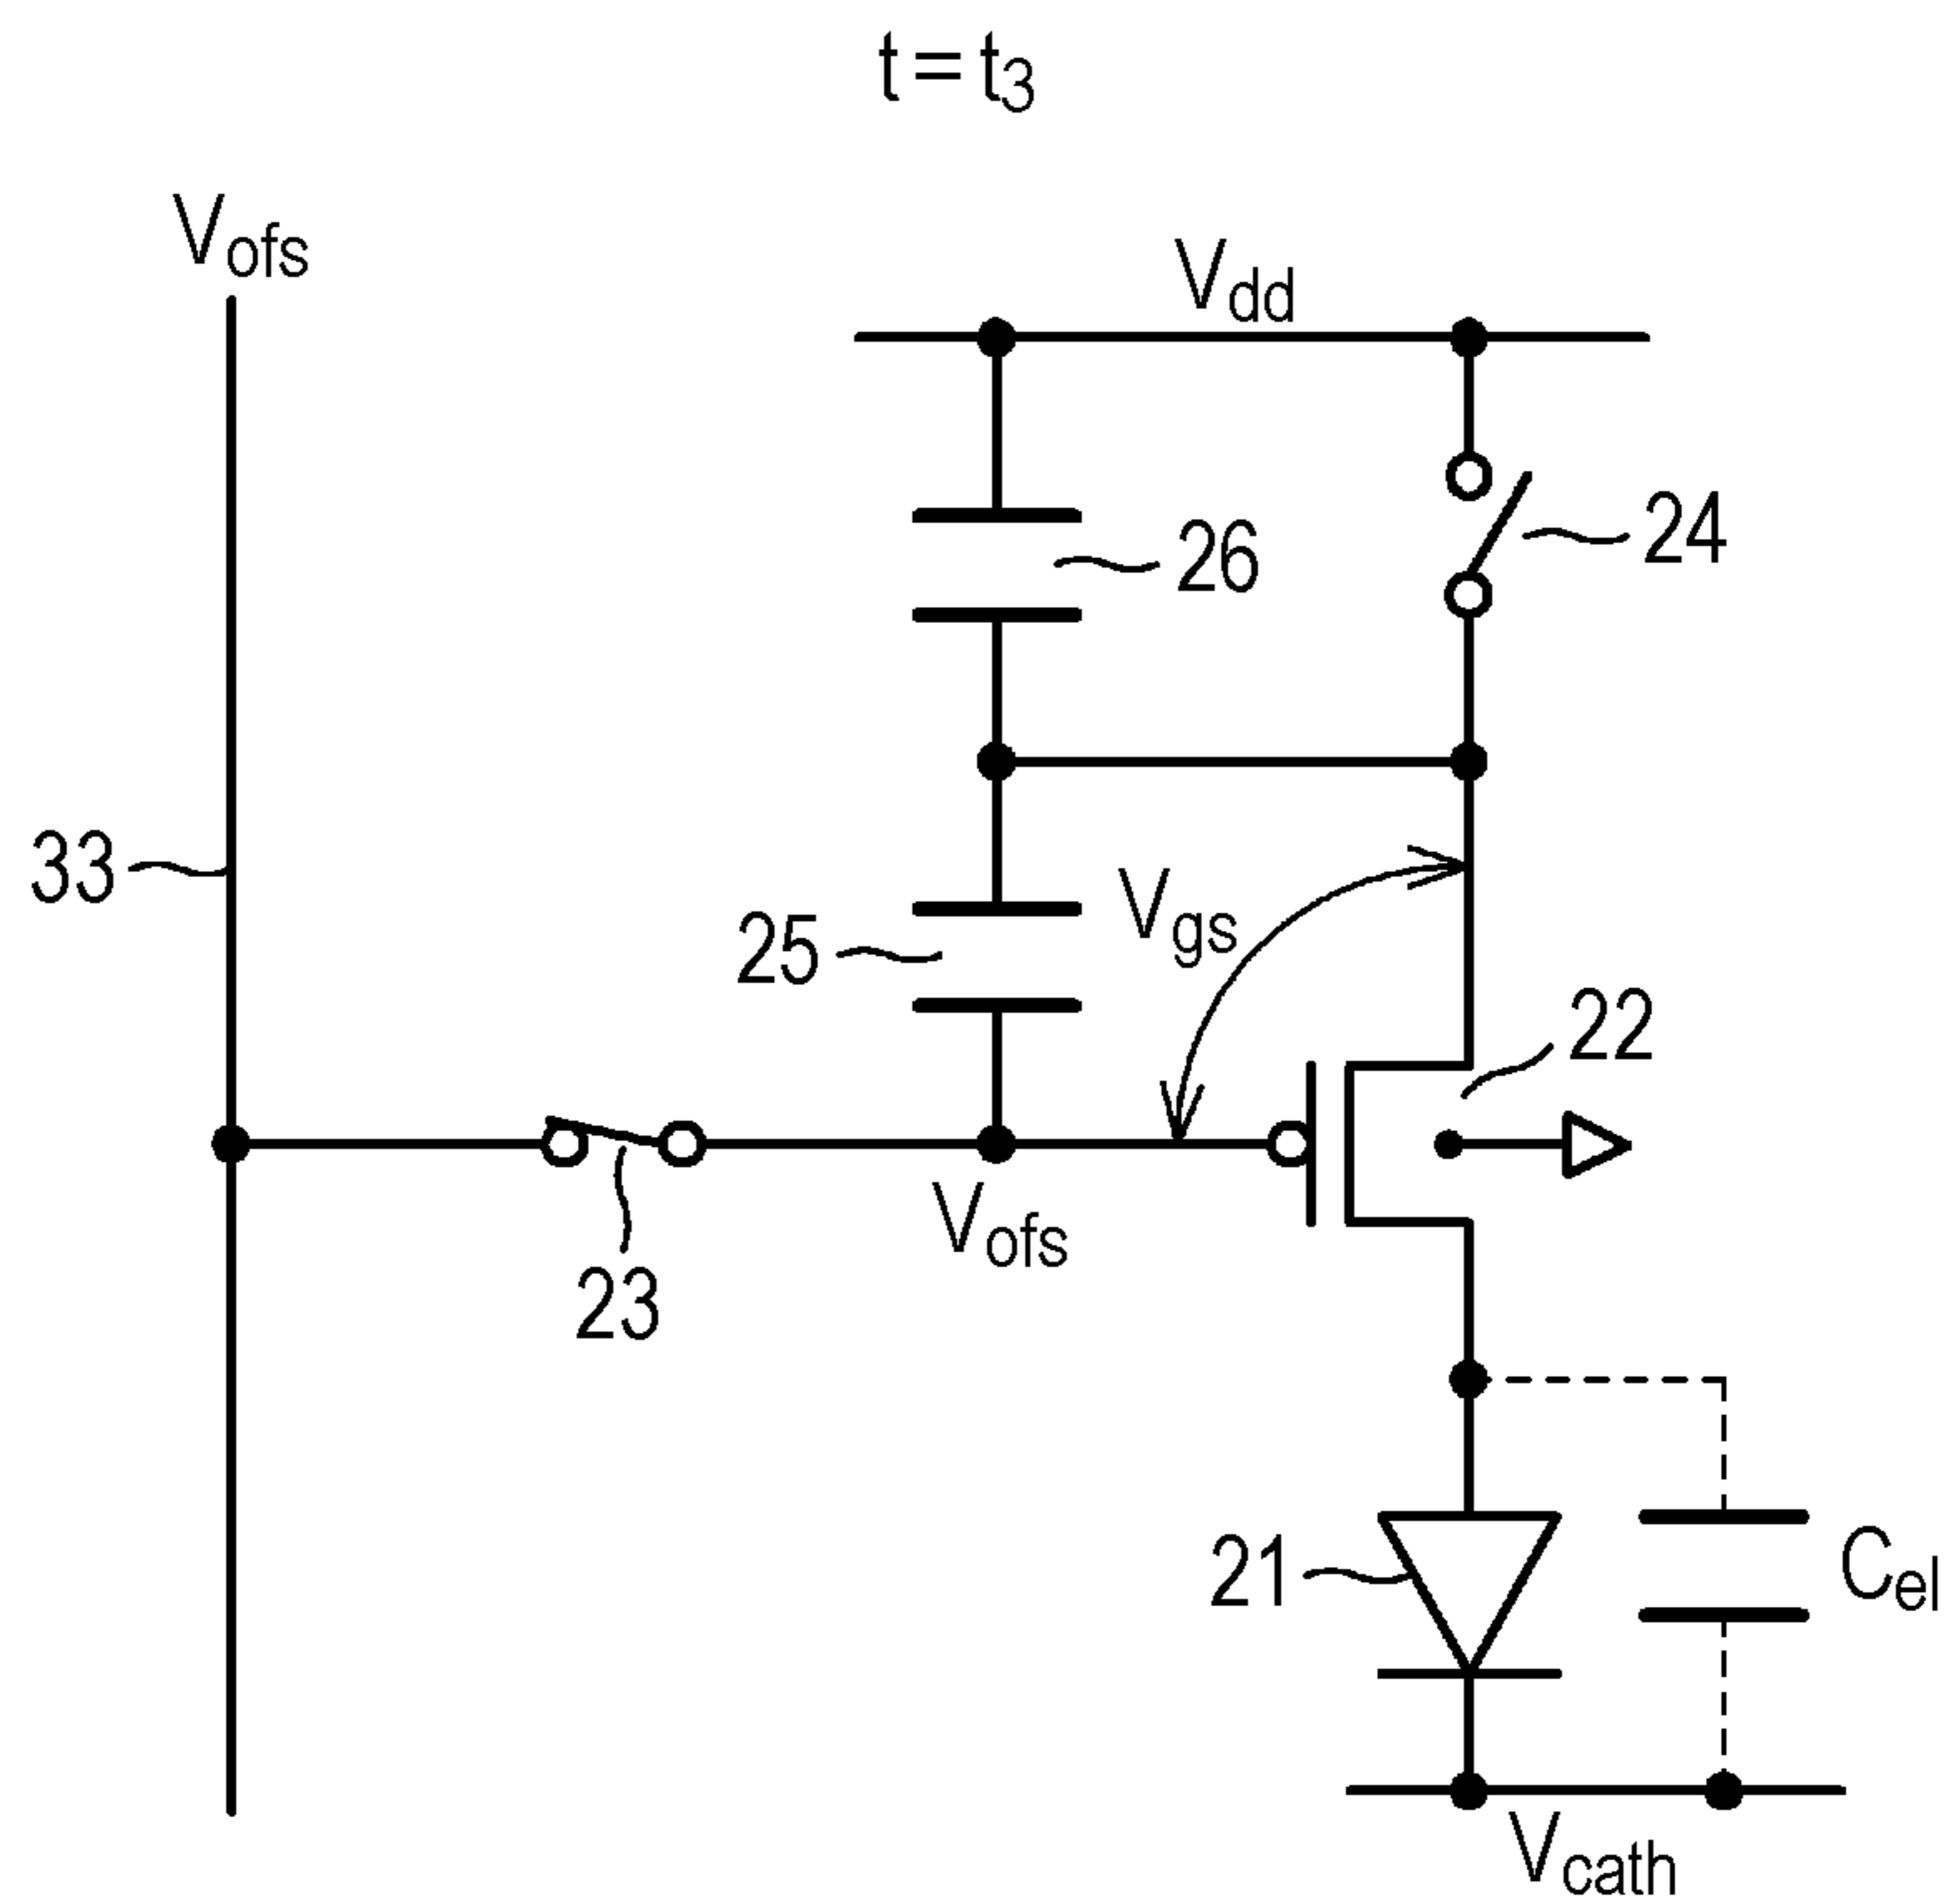 t = t3
Vofs
Vdd
24
26
33
Vgs
25
22
Vofs
23
21
Cel
Vcath